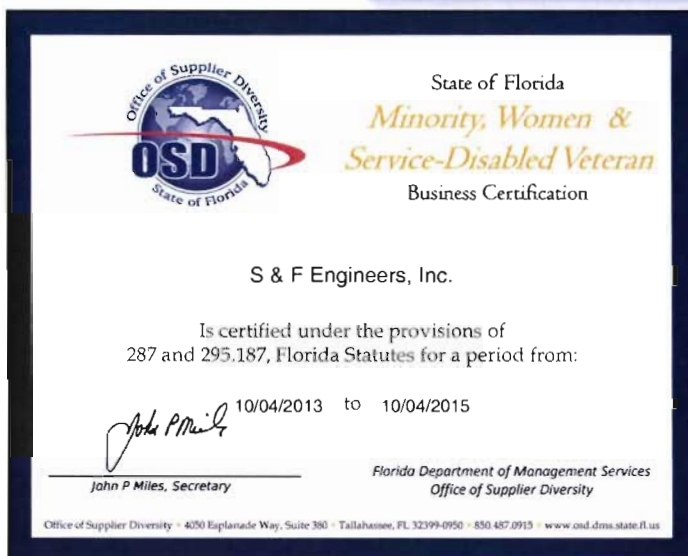 Office of Supplier Diversity
OSD
State of Florida
State of Florida
Minority, Women &
Service-Disabled Veteran
Business Certification
S & F Engineers, Inc.
Is certified under the provisions of
287 and 295.187, Florida Statutes for a period from:
10/04/2013 to 10/04/2015
John P Miles
John P Miles, Secretary
Florida Department of Management Services
Office of Supplier Diversity
Office of Supplier Diversity • 4050 Esplanade Way, Suite 380 • Tallahassee, FL 32399-0950 • 850.487.0915 • www.osd.dms.state.fl.us